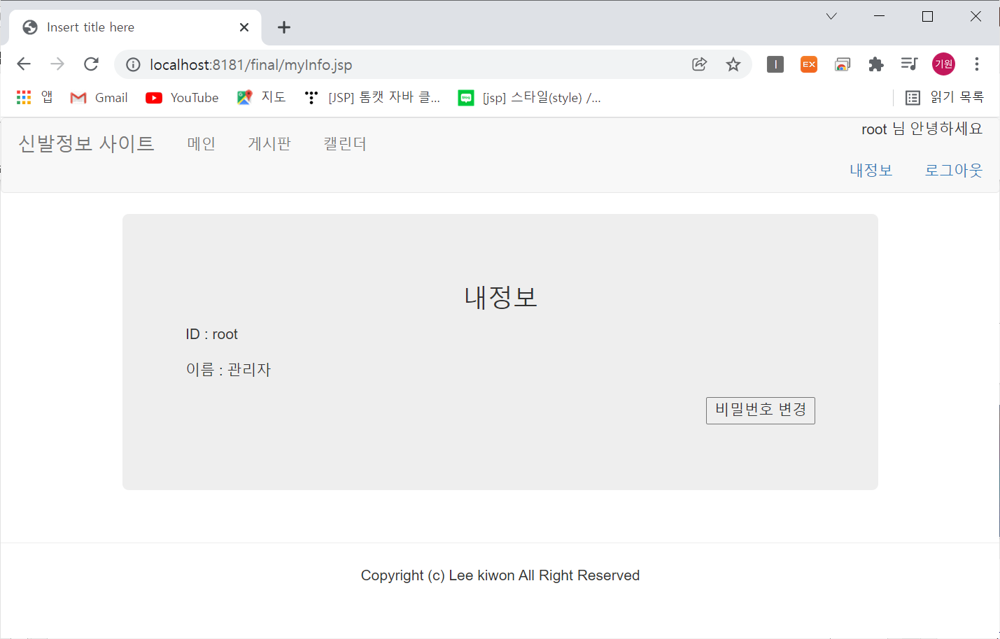 Insert title here
localhost:8181/final/myInfo.jsp
I
EX
기원
앱 Gmail YouTube 지도 [JSP] 톰캣 자바 클... blog [jsp] 스타일(style) /... 읽기 목록
신발정보 사이트 메인 게시판 캘린더
root 님 안녕하세요
내정보 로그아웃
내정보
ID : root
이름 : 관리자
비밀번호 변경
Copyright (c) Lee kiwon All Right Reserved